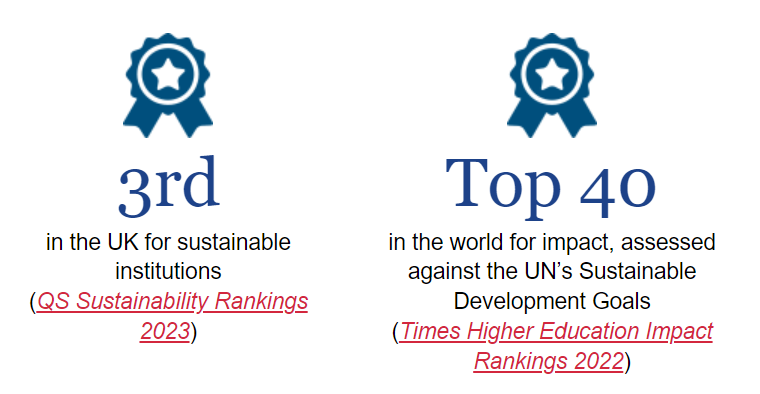 3rd
in the UK for sustainable
institutions
(QS Sustainability Rankings
2023)
Top 40
in the world for impact, assessed
against the UN’s Sustainable
Development Goals
(Times Higher Education Impact
Rankings 2022)